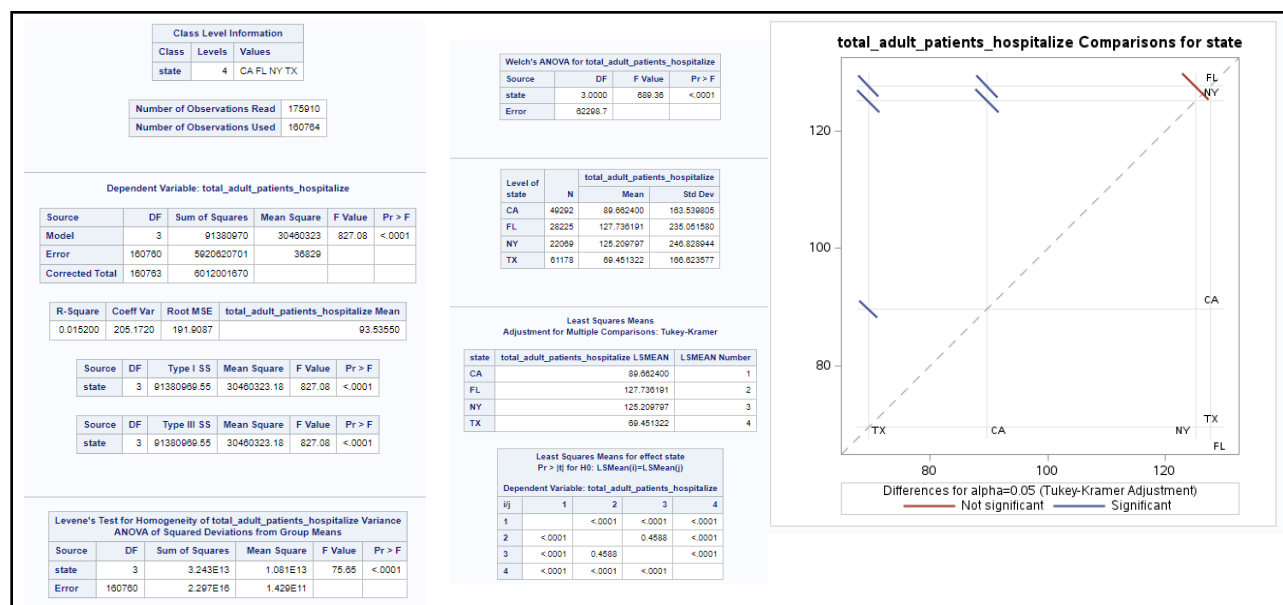 Class Level Information
Class Levels Values
state 4 CA FL NY TX
Number of Observations Read 175910
Number of Observations Used 160764
Dependent Variable: total_adult_patients_hospitalize
Source DF Sum of Squares Mean Square F Value Pr > F
Model 3 91380970 30460323 827.08 <.0001
Error 160760 5920620701 36829
Corrected Total 160763 6012001670
R-Square Coeff Var Root MSE total_adult_patients_hospitalize Mean
0.015200 205.1720 191.9087 93.53550
Source DF Type I SS Mean Square F Value Pr > F
state 3 91380969.55 30460323.18 827.08 <.0001
Source DF Type III SS Mean Square F Value Pr > F
state 3 91380969.55 30460323.18 827.08 <.0001
Levene's Test for Homogeneity of total_adult_patients_hospitalize Variance
ANOVA of Squared Deviations from Group Means
Source DF Sum of Squares Mean Square F Value Pr > F
state 3 3.243E13 1.081E13 75.65 <.0001
Error 160760 2.297E16 1.429E11
Welch's ANOVA for total_adult_patients_hospitalize
Source DF F Value Pr > F
state 3.0000 689.36 <.0001
Error 62298.7
Level of state N total_adult_patients_hospitalize
Mean Std Dev
CA 49292 89.662400 163.539805
FL 28225 127.736191 235.051580
NY 22069 125.209797 246.828944
TX 61178 69.451322 166.623577
Least Squares Means
Adjustment for Multiple Comparisons: Tukey-Kramer
state total_adult_patients_hospitalize LSMEAN LSMEAN Number
CA 89.662400 1
FL 127.736191 2
NY 125.209797 3
TX 69.451322 4
Least Squares Means for effect state
Pr > |t| for H0: LSMean(i)=LSMean(j)
Dependent Variable: total_adult_patients_hospitalize
i/j 1 2 3 4
1 <.0001 <.0001 <.0001
2 <.0001 0.4588 <.0001
3 <.0001 0.4588 <.0001
4 <.0001 <.0001 <.0001
total_adult_patients_hospitalize Comparisons for state
FL
NY
120
100
CA
80
TX
TX CA NY
FL
80 100 120
Differences for alpha=0.05 (Tukey-Kramer Adjustment)
Not significant Significant